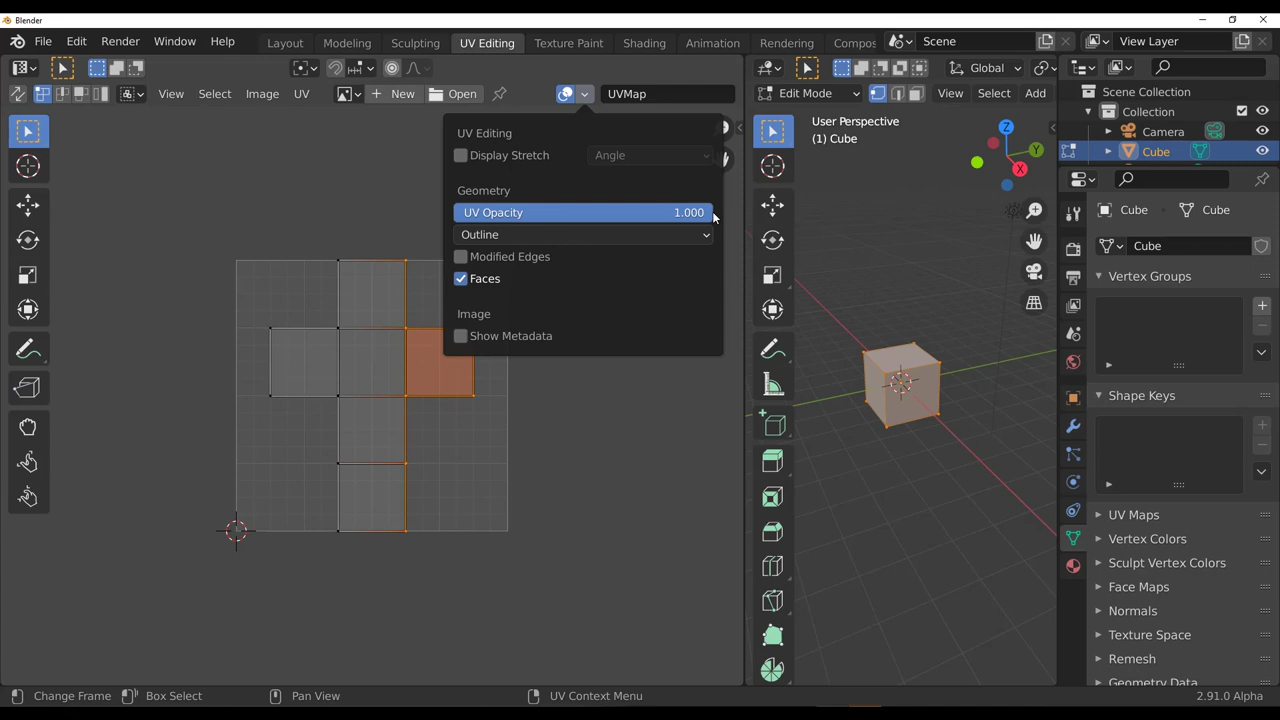 Blender
File Edit Render Window Help Layout Modeling Sculpting UV Editing Texture Paint Shading Animation Rendering Compos Scene View Layer
Global
View Select Image UV New Open UVMap Edit Mode View Select Add
Scene Collection
Collection
Camera
Cube
User Perspective
(1) Cube
Z
Y
X
UV Editing
Display Stretch Angle
Geometry
UV Opacity 1.000
Outline
Modified Edges
Faces
Image
Show Metadata
Cube Cube
Cube
Vertex Groups
Shape Keys
UV Maps
Vertex Colors
Sculpt Vertex Colors
Face Maps
Normals
Texture Space
Remesh
Geometry Data
Change Frame Box Select Pan View UV Context Menu 2.91.0 Alpha